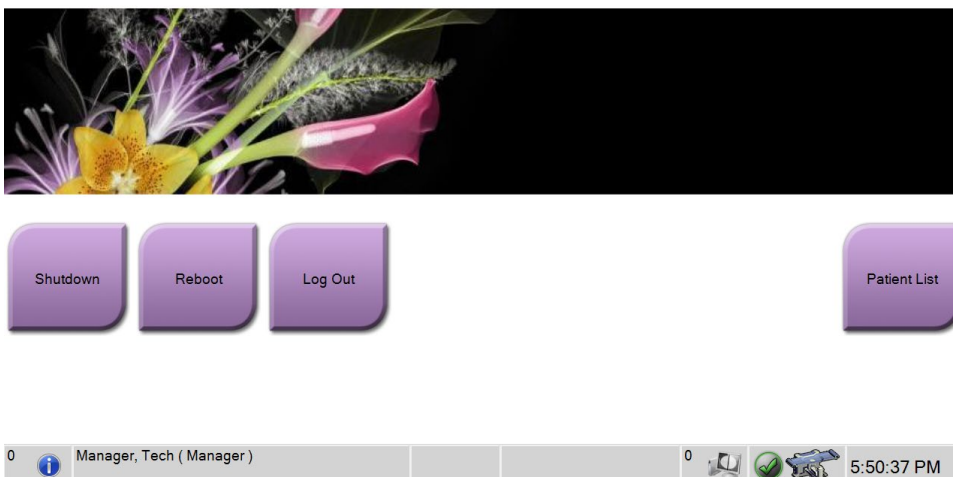 Shutdown
Reboot
Log Out
Patient List
0
Manager, Tech ( Manager )
0
5:50:37 PM